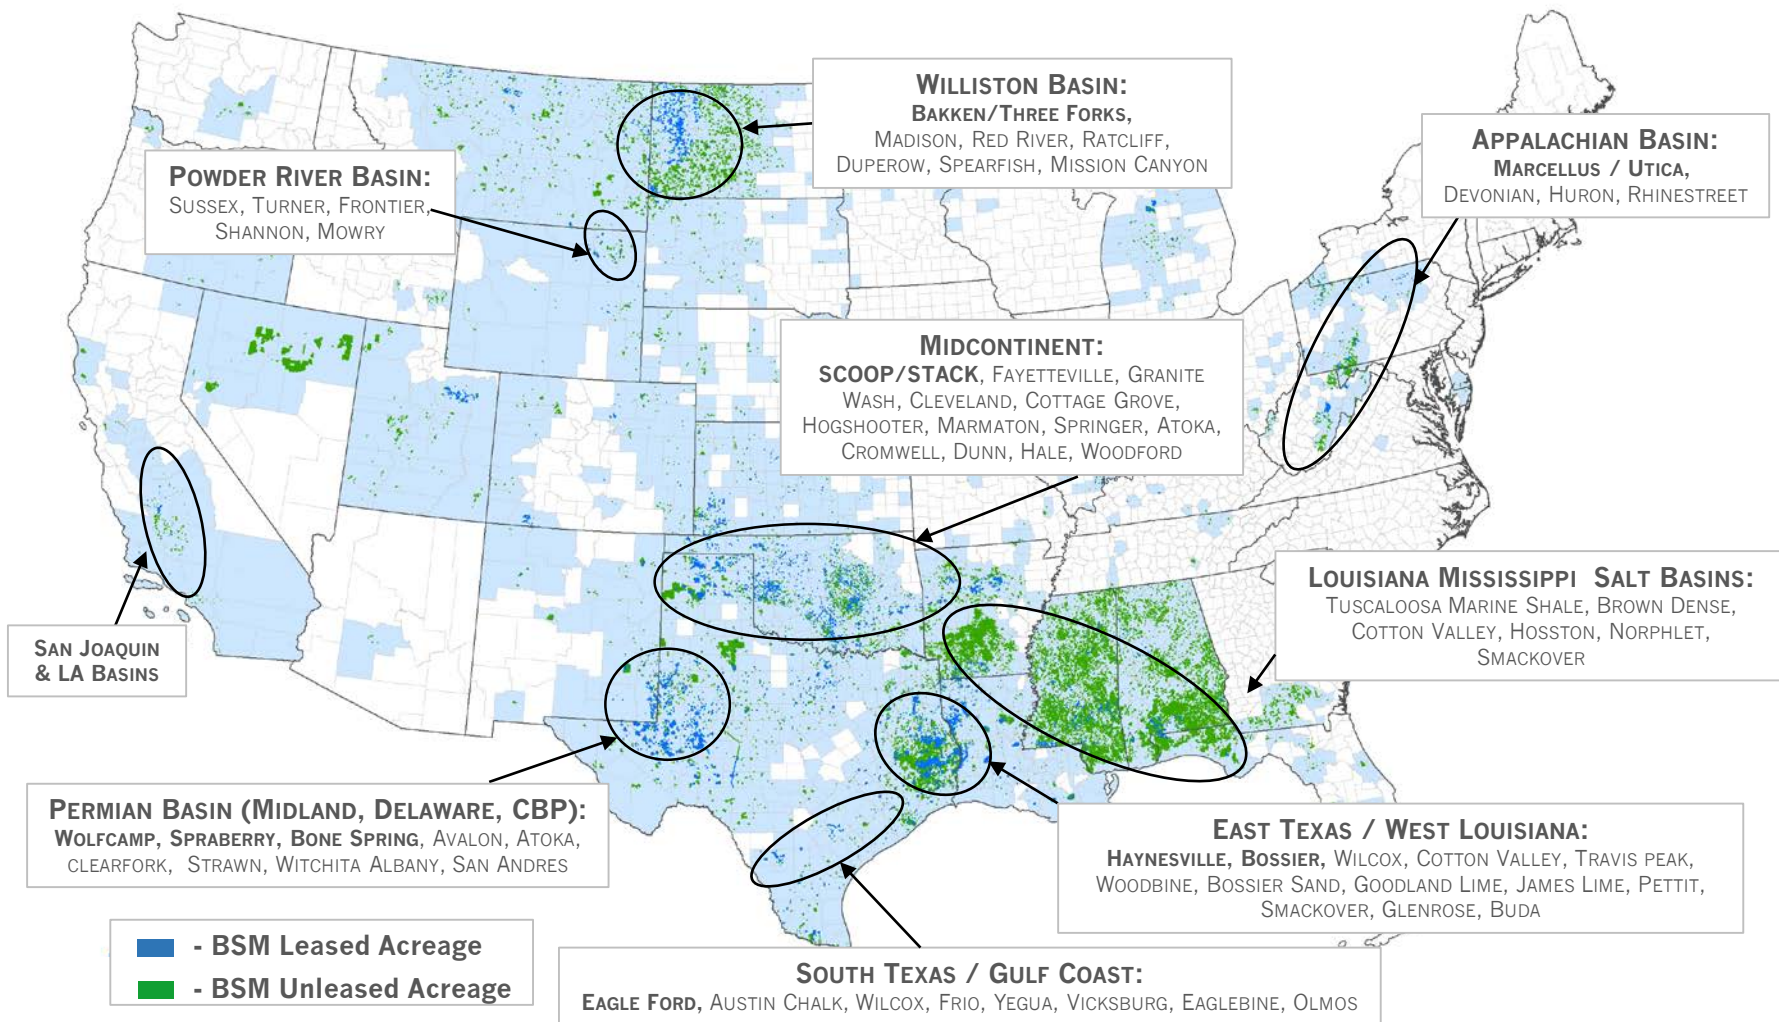 WILLISTON BASIN:
BAKKEN/THREE FORKS,
MADISON, RED RIVER, RATCLIFF,
DUPEROW, SPEARFISH, MISSION CANYON
APPALACHIAN BASIN:
MARCELLUS / UTICA,
DEVONIAN, HURON, RHINESTREET
POWDER RIVER BASIN:
SUSSEX, TURNER, FRONTIER,
SHANNON, MOWRY
MIDCONTINENT:
SCOOP/STACK, FAYETTEVILLE, GRANITE
WASH, CLEVELAND, COTTAGE GROVE,
HOGSHOOTER, MARMATON, SPRINGER, ATOKA,
CROMWELL, DUNN, HALE, WOODFORD
LOUISIANA MISSISSIPPI SALT BASINS:
TUSCALOOSA MARINE SHALE, BROWN DENSE,
COTTON VALLEY, HOSSTON, NORPHLET,
SMACKOVER
SAN JOAQUIN
& LA BASINS
PERMIAN BASIN (MIDLAND, DELAWARE, CBP):
WOLFCAMP, SPRABERRY, BONE SPRING, AVALON, ATOKA,
CLEARFORK, STRAWN, WITCHITA ALBANY, SAN ANDRES
EAST TEXAS / WEST LOUISIANA:
HAYNESVILLE, BOSSIER, WILCOX, COTTON VALLEY, TRAVIS PEAK,
WOODBINE, BOSSIER SAND, GOODLAND LIME, JAMES LIME, PETTIT,
SMACKOVER, GLENROSE, BUDA
- BSM Leased Acreage
- BSM Unleased Acreage
SOUTH TEXAS / GULF COAST:
EAGLE FORD, AUSTIN CHALK, WILCOX, FRIO, YEGUA, VICKSBURG, EAGLEBINE, OLMOS